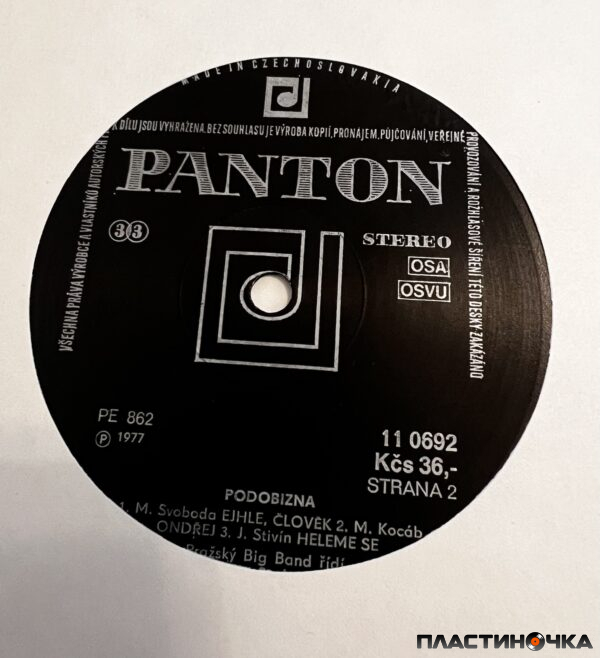 MADE IN CZECHOSLOVAKIA
VŠECHNA PRÁVA VÝROBCE A VLASTNÍKŮ AUTORSKÝCH
K DÍLU JSOU VYHRAŽENA. BEZ SOUHLASU JE VÝROBA KOPIÍ, PRONÁJEM, PŮJČOVÁNÍ, VEŘEJNÉ
PROVOZOVÁNÍ A ROZHLASOVÉ ŠÍŘENÍ TÉTO DESKY ZAKÁZÁNO
PANTON
33
STEREO
OSA
OSVU
PE 862
Ⓟ 1977
11 0692
Kčs 36,-
STRANA 2
PODOBIZNA
1. M. Svoboda EJHLE, ČLOVĚK 2. M. Kocáb
ONDŘEJ 3. J. Stivín HELEME SE
Pražský Big Band řídí
ПЛАСТИНОЧКА